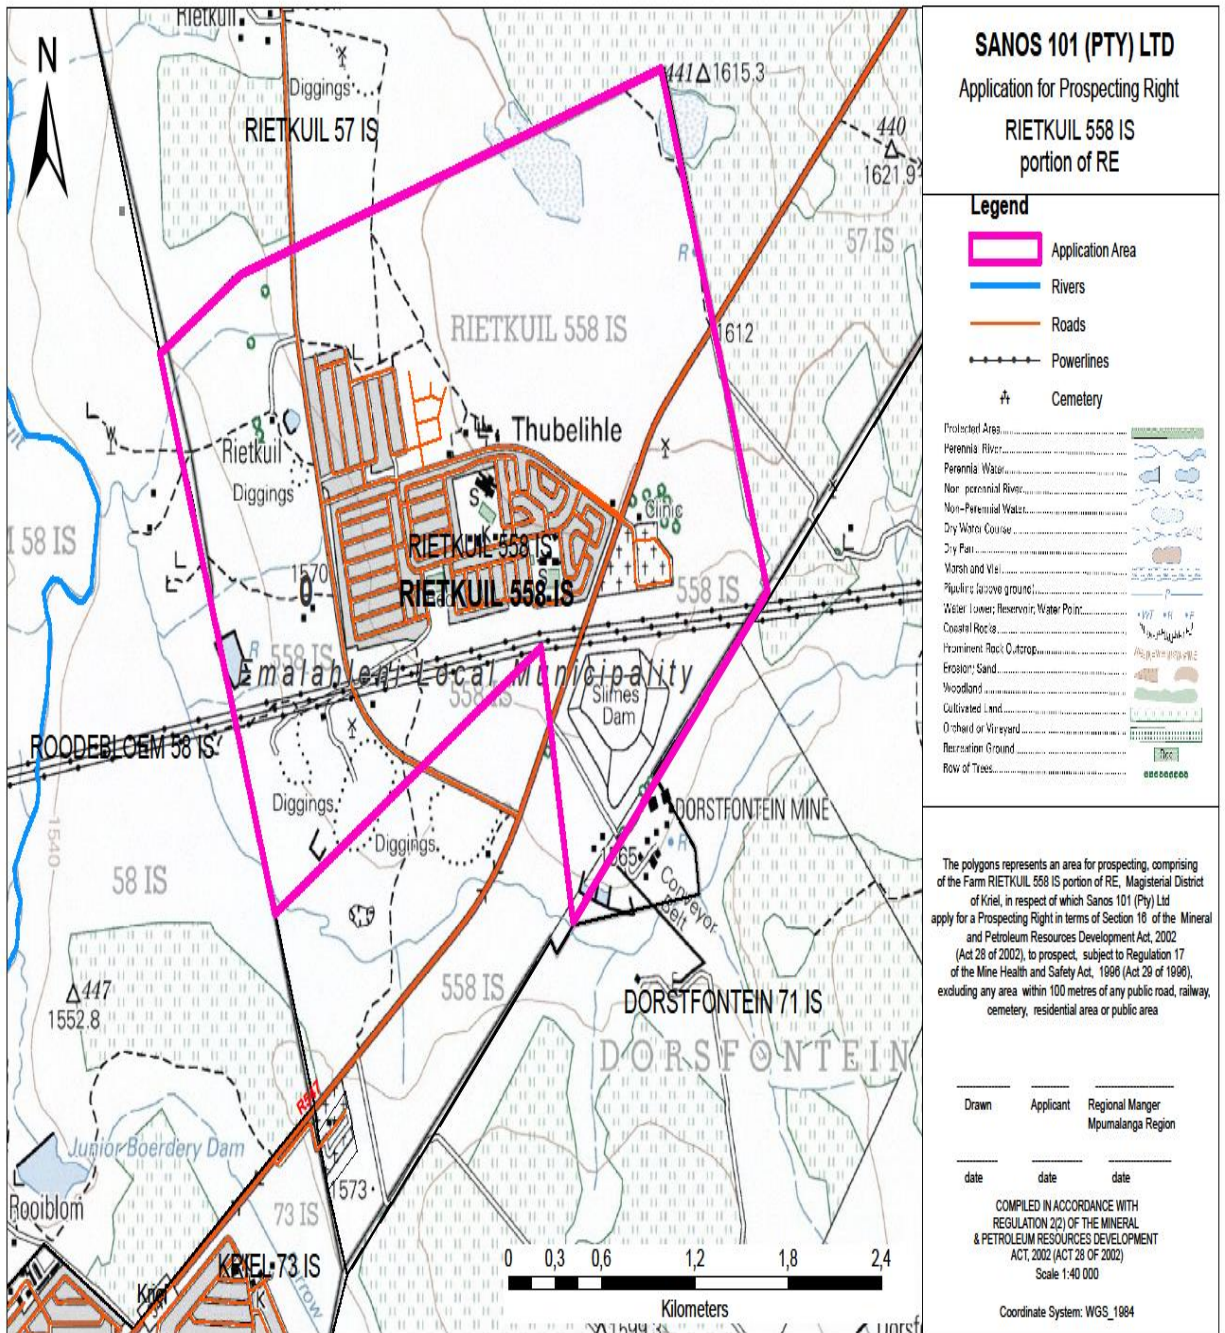 SANOS 101 (PTY) LTD
Application for Prospecting Right
RIETKUIL 558 IS
portion of RE
Legend
Application Area
Rivers
Roads
Powerlines
Cemetery
Protected Area
Perennial River
Perennial Water
Non-perennial River
Non-Perennial Water
Dry Water Course
Dry Pan
Marsh and Vlei
Pipeline (above ground)
Water Tower; Reservoir; Water Point
Coastal Rocks
Prominent Rock Outcrop
Erosion; Sand
Woodland
Cultivated Land
Orchard or Vineyard
Recreation Ground
Row of Trees
The polygons represents an area for prospecting, comprising
of the Farm RIETKUIL 558 IS portion of RE, Magisterial District
of Kriel, in respect of which Sanos 101 (Pty) Ltd
apply for a Prospecting Right in terms of Section 16 of the Mineral
and Petroleum Resources Development Act, 2002
(Act 28 of 2002), to prospect, subject to Regulation 17
of the Mine Health and Safety Act, 1996 (Act 29 of 1996),
excluding any area within 100 metres of any public road, railway,
cemetery, residential area or public area
Drawn Applicant Regional Manger
Mpumalanga Region
date date date
COMPILED IN ACCORDANCE WITH
REGULATION 2(2) OF THE MINERAL
& PETROLEUM RESOURCES DEVELOPMENT
ACT, 2002 (ACT 28 OF 2002)
Scale 1:40 000
Coordinate System: WGS_1984
N
Rietkuil
Diggings
RIETKUIL 57 IS
441 1615.3
440
1621.9
57 IS
R
1612
RIETKUIL 558 IS
Thubelihle
Rietkuil
Diggings
S
Clinic
K
RIETKUIL 558 IS
RIETKUIL 558 IS
S
558 IS
58 IS
1570
R
558 IS
Emalahleni Local Municipality
558 IS
Slimes
Dam
ROODEBLOEM 58 IS
Diggings
Diggings
DORSTFONTEIN MINE
R
1565
Conveyor
Belt
1540
58 IS
558 IS
447
1552.8
DORSTFONTEIN 71 IS
DORSFONTEIN
R547
Junior Boerdery Dam
Rooiblom
1573
73 IS
KRIEL 73 IS
Kriel
K
0 0,3 0,6 1,2 1,8 2,4
Kilometers